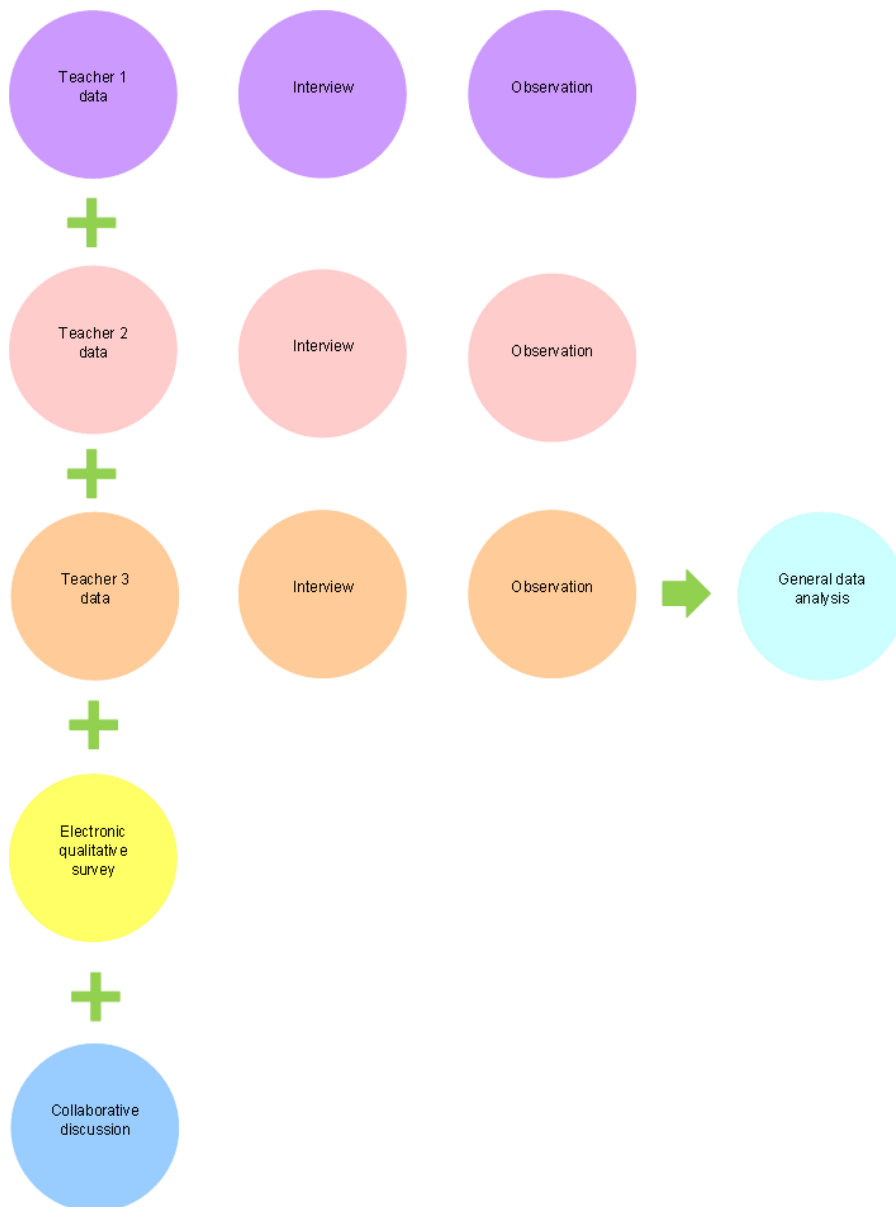 Teacher 1
data
Interview
Observation
Teacher 2
data
Interview
Observation
Teacher 3
data
Interview
Observation
General data
analysis
Electronic
qualitative
survey
Collaborative
discussion